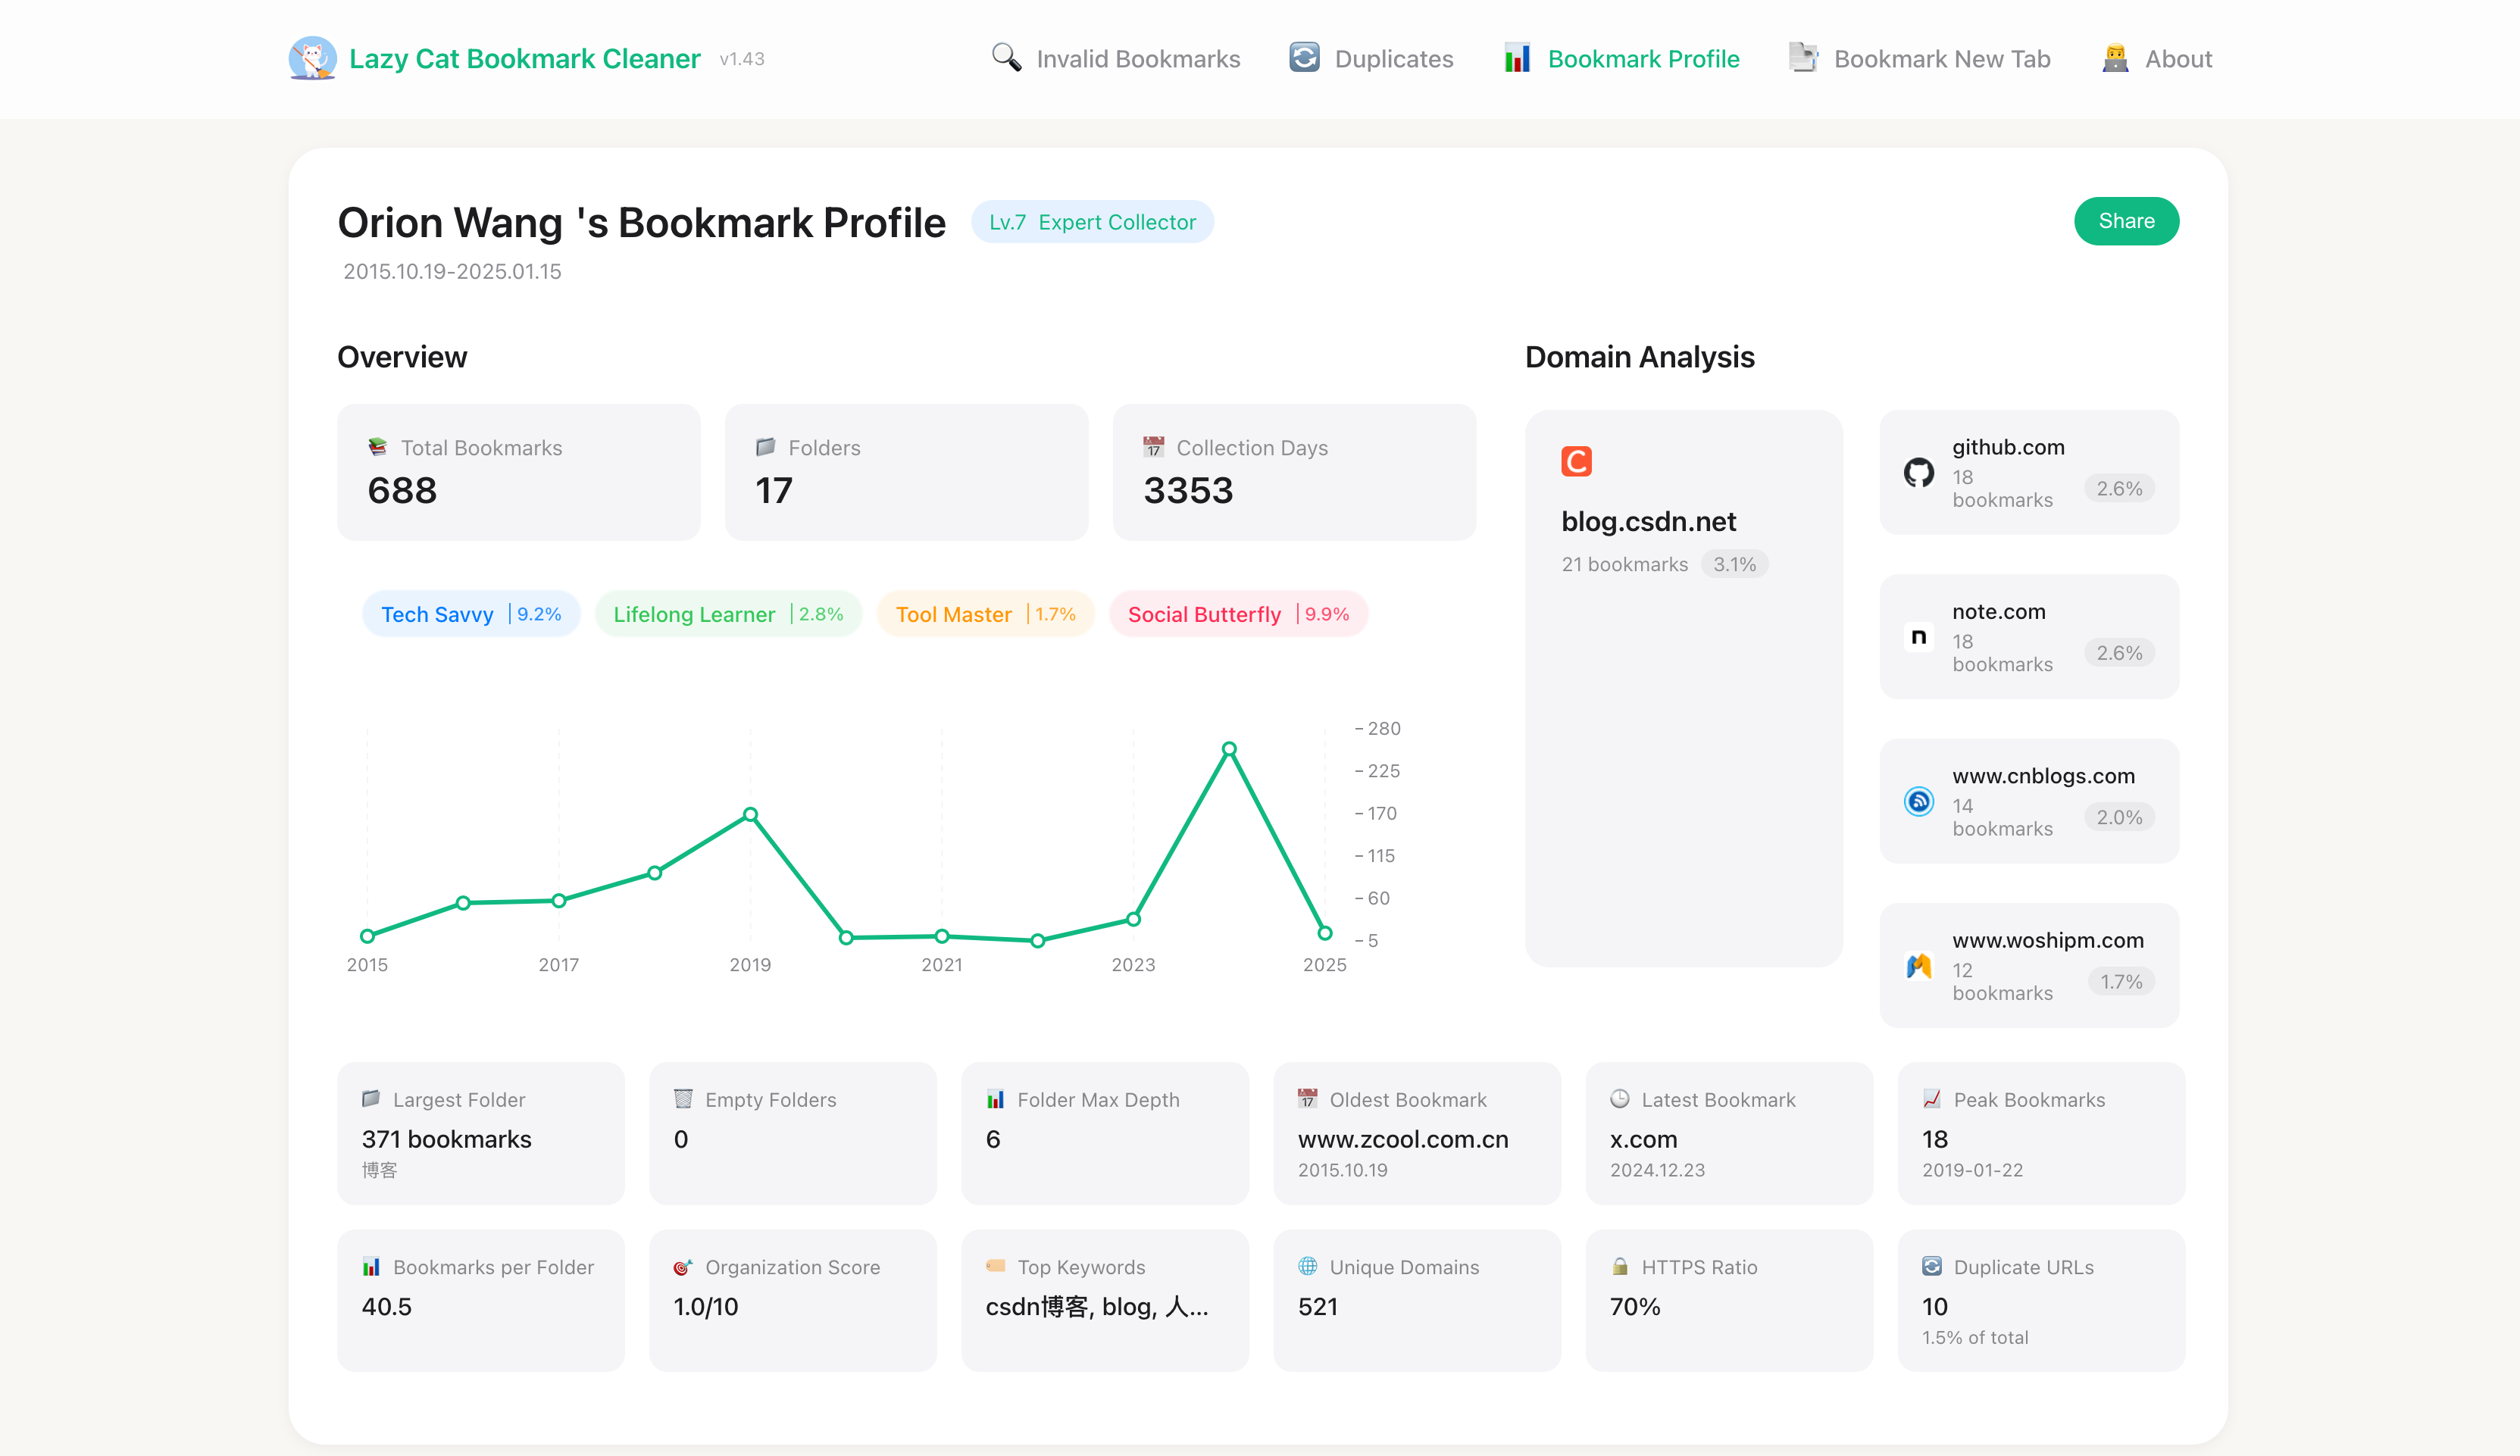 Lazy Cat Bookmark Cleaner v1.43
Invalid Bookmarks
Duplicates
Bookmark Profile
Bookmark New Tab
About
Orion Wang 's Bookmark Profile
Lv.7 Expert Collector
Share
2015.10.19-2025.01.15
Overview
Total Bookmarks
688
Folders
17
Collection Days
3353
Tech Savvy | 9.2%
Lifelong Learner | 2.8%
Tool Master | 1.7%
Social Butterfly | 9.9%
280
225
170
115
60
5
2015
2017
2019
2021
2023
2025
Domain Analysis
blog.csdn.net
21 bookmarks 3.1%
github.com
18
bookmarks
2.6%
note.com
18
bookmarks
2.6%
www.cnblogs.com
14
bookmarks
2.0%
www.woshipm.com
12
bookmarks
1.7%
Largest Folder
371 bookmarks
博客
Empty Folders
0
Folder Max Depth
6
Oldest Bookmark
www.zcool.com.cn
2015.10.19
Latest Bookmark
x.com
2024.12.23
Peak Bookmarks
18
2019-01-22
Bookmarks per Folder
40.5
Organization Score
1.0/10
Top Keywords
csdn博客, blog, 人...
Unique Domains
521
HTTPS Ratio
70%
Duplicate URLs
10
1.5% of total